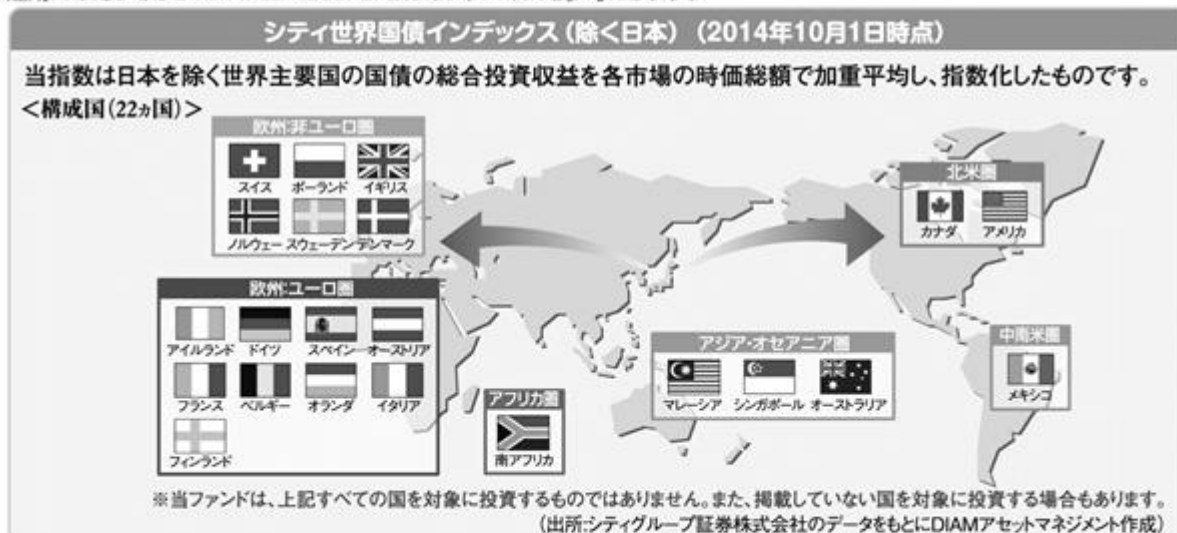 シティ世界国債インデックス（除く日本）（2014年10月1日時点）
当指数は日本を除く世界主要国の国債の総合投資収益を各市場の時価総額で加重平均し、指数化したものです。
＜構成国（22ヵ国）＞
欧州:非ユーロ圏
スイス ポーランド イギリス
ノルウェー スウェーデン デンマーク
北米圏
カナダ アメリカ
欧州:ユーロ圏
アイルランド ドイツ スペイン オーストリア
フランス ベルギー オランダ イタリア
フィンランド
アフリカ圏
南アフリカ
アジア・オセアニア圏
マレーシア シンガポール オーストラリア
中南米圏
メキシコ
※当ファンドは、上記すべての国を対象に投資するものではありません。また、掲載していない国を対象に投資する場合もあります。
（出所:シティグループ証券株式会社のデータをもとにDIAMアセットマネジメント作成）